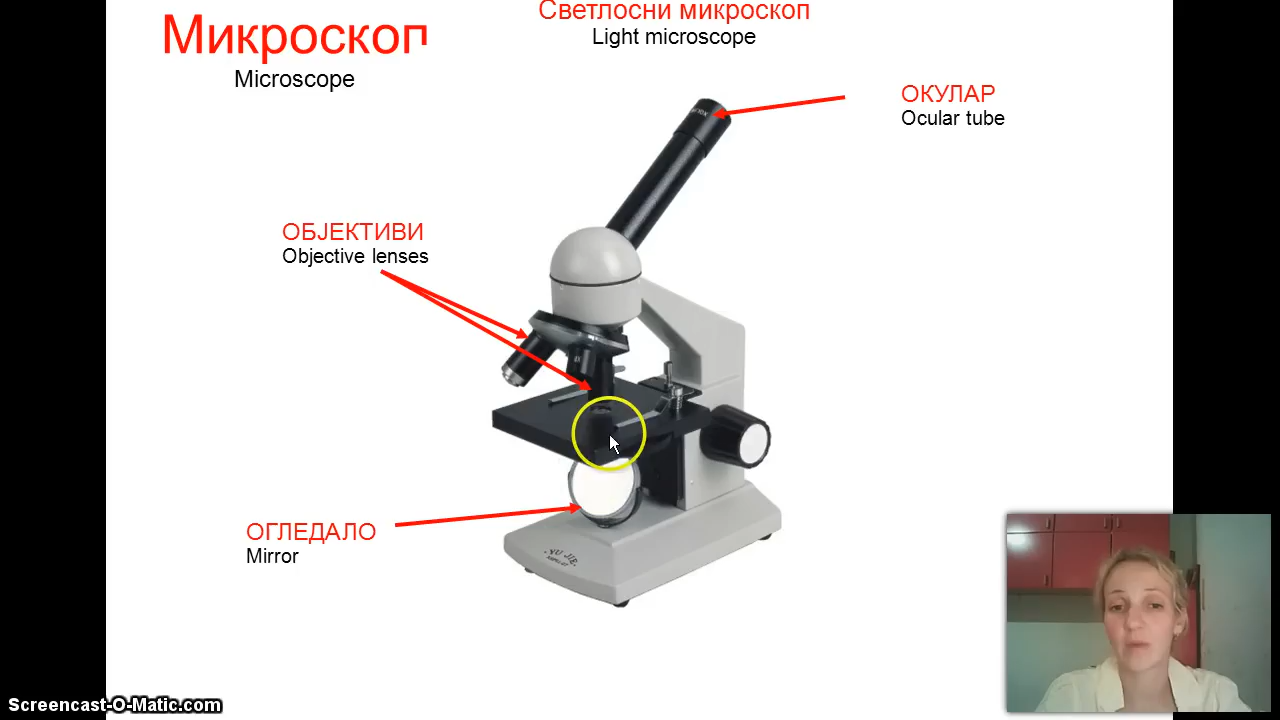 Светлосни микроскоп
Light microscope
Микроскоп
Microscope
ОКУЛАР
Ocular tube
ОБЈЕКТИВИ
Objective lenses
ОГЛЕДАЛО
Mirror
Screencast-O-Matic.com